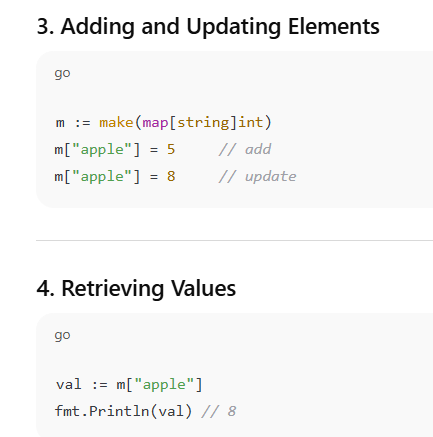 3. Adding and Updating Elements
go
m := make(map[string]int)
m["apple"] = 5     // add
m["apple"] = 8     // update
4. Retrieving Values
go
val := m["apple"]
fmt.Println(val) // 8